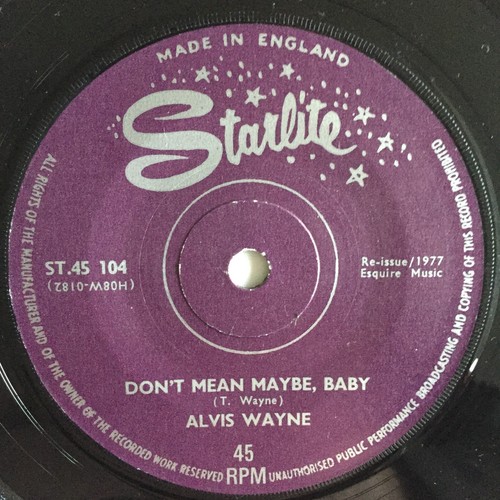 MADE IN ENGLAND
Starlite
ST.45 104
(H08W-0182)
Re-issue/1977
Esquire Music
DON'T MEAN MAYBE, BABY
(T. Wayne)
ALVIS WAYNE
45
RPM
ALL RIGHTS OF THE MANUFACTURER AND OF THE OWNER OF THE RECORDED WORK RESERVED
UNAUTHORISED PUBLIC PERFORMANCE BROADCASTING AND COPYING OF THIS RECORD PROHIBITED